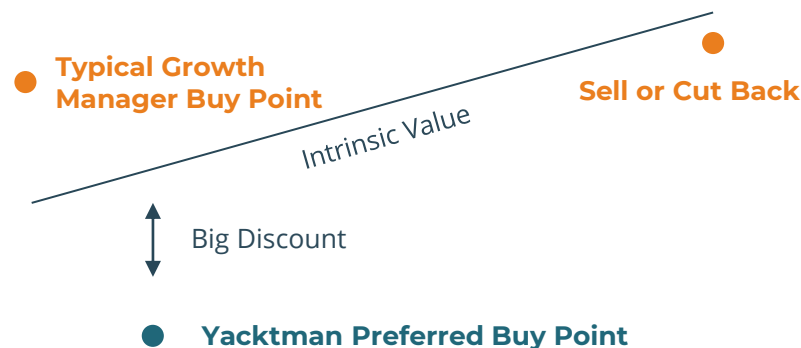 Typical Growth
Manager Buy Point
Sell or Cut Back
Intrinsic Value
Big Discount
Yacktman Preferred Buy Point